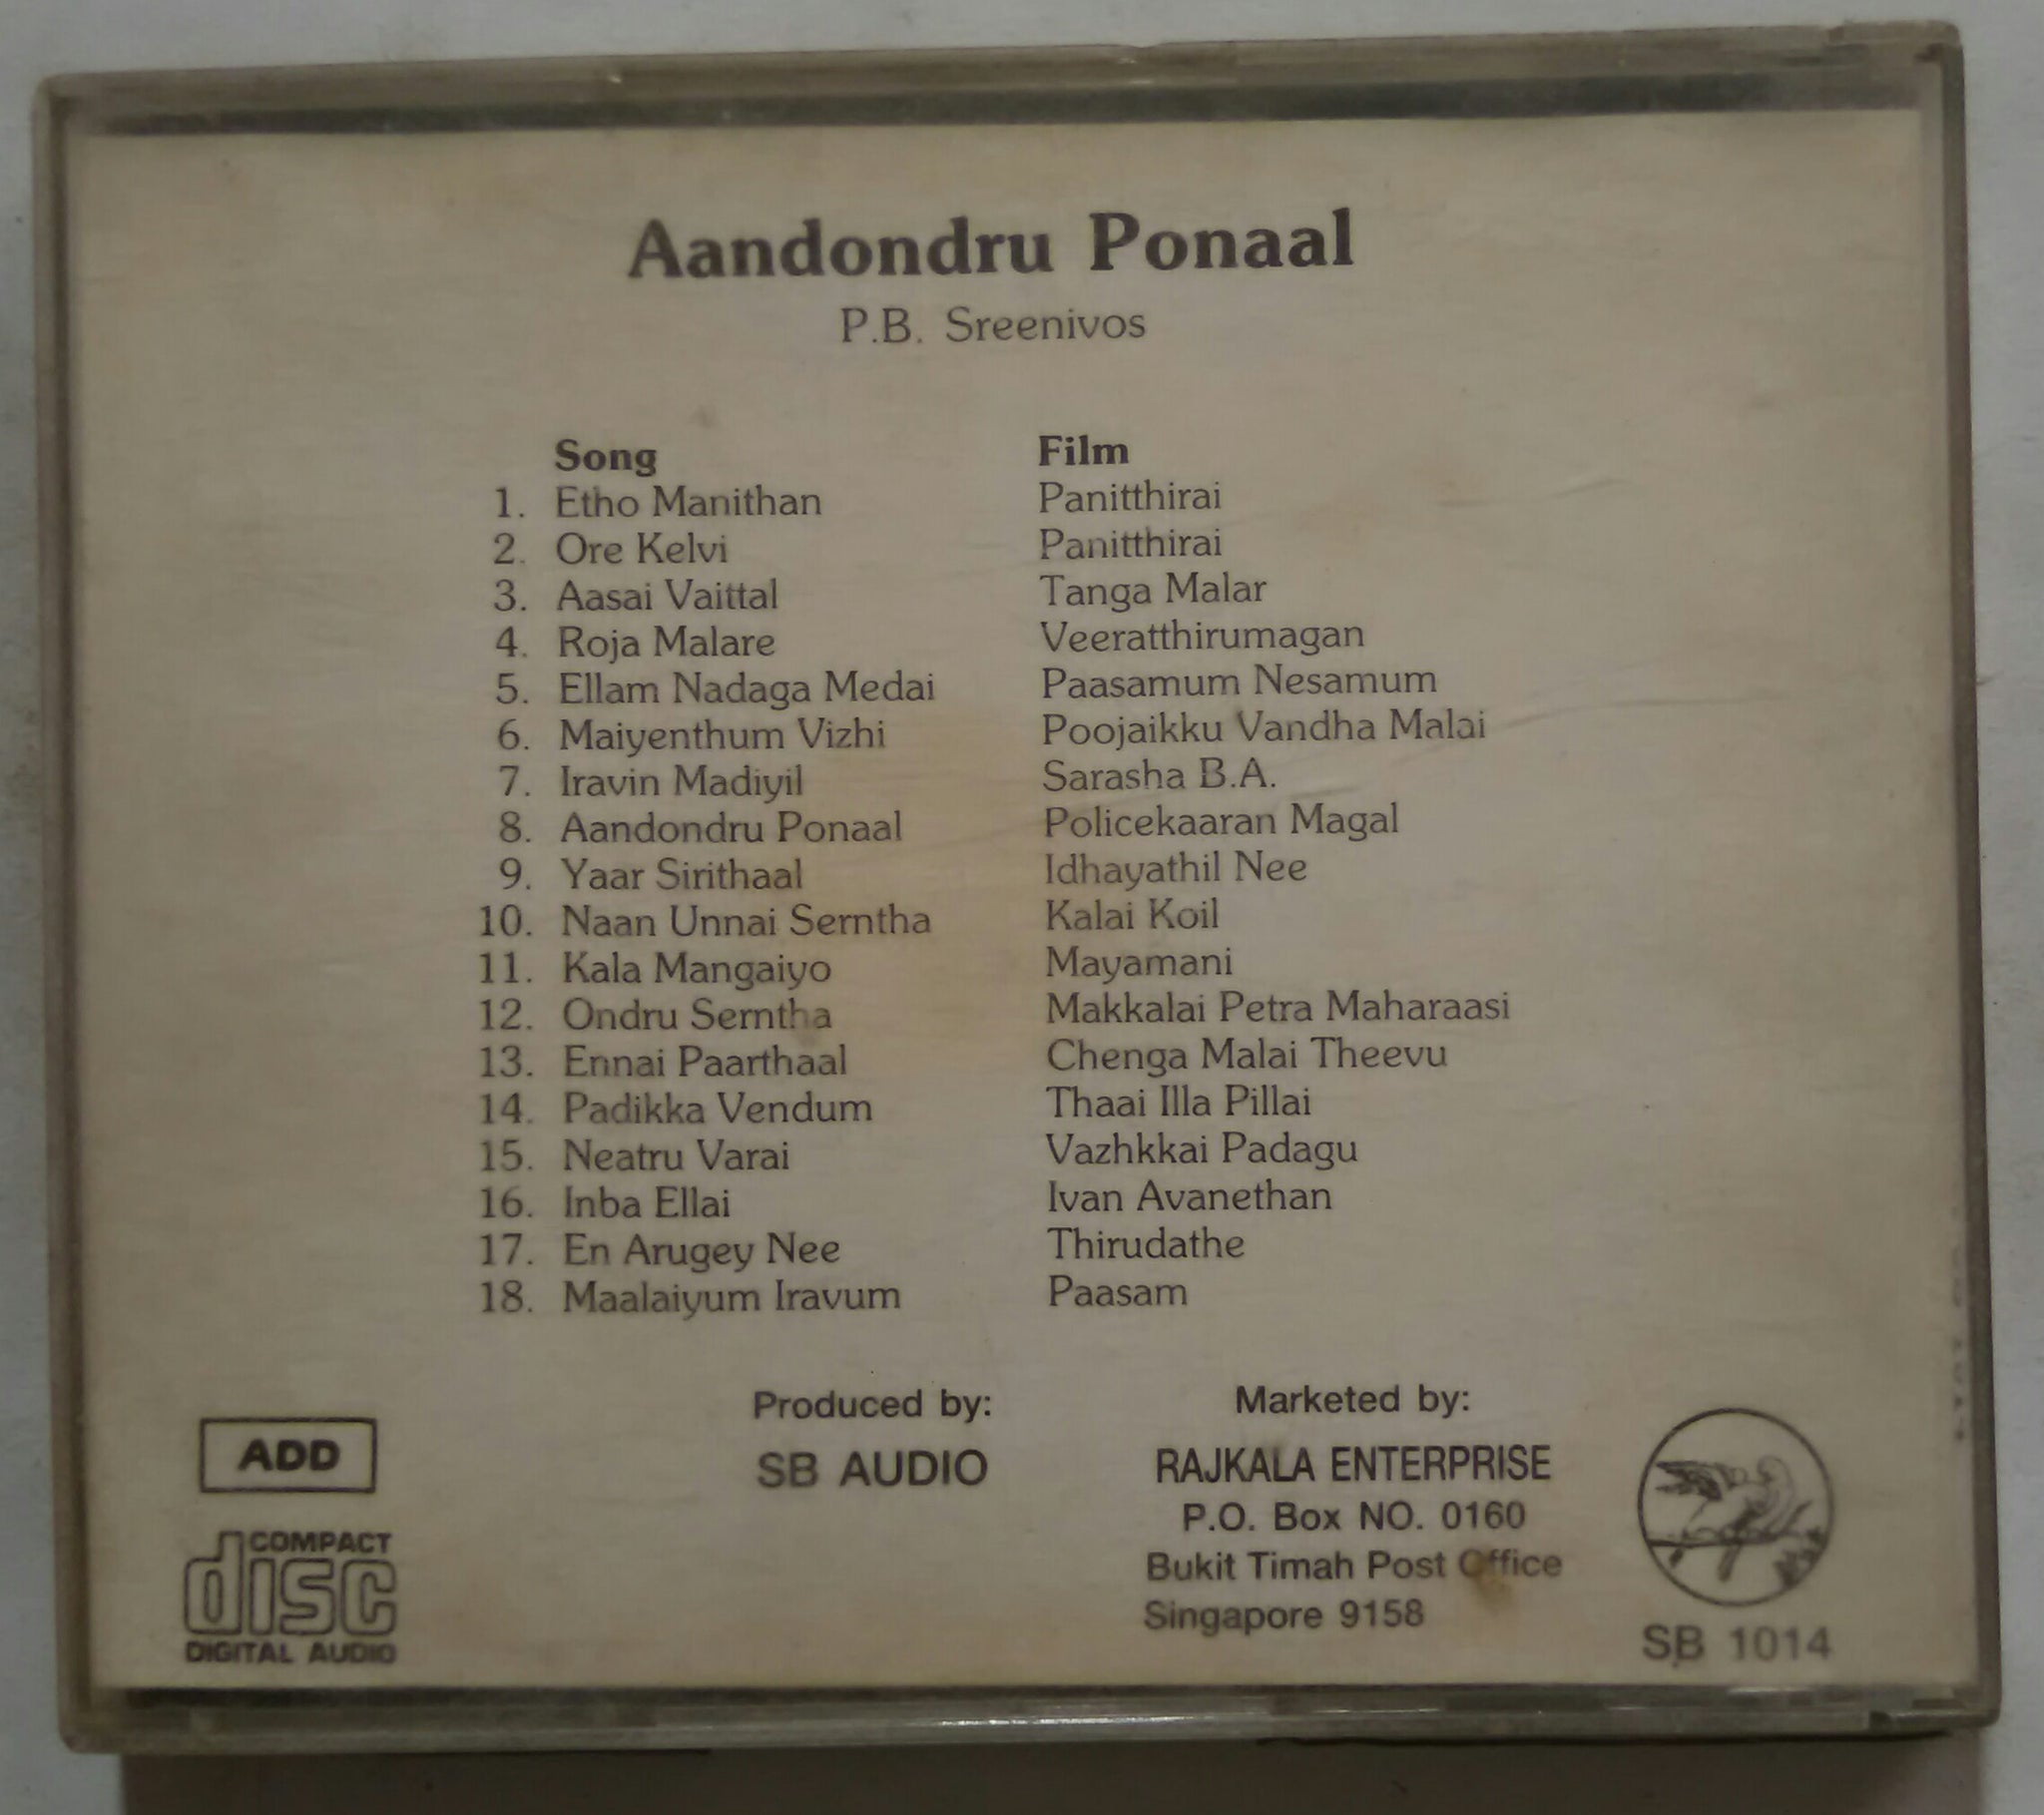 Aandondru Ponaal
P.B. Sreenivos
Song Film
1. Etho Manithan Panitthirai
2. Ore Kelvi Panitthirai
3. Aasai Vaittal Tanga Malar
4. Roja Malare Veeratthirumagan
5. Ellam Nadaga Medai Paasamum Nesamum
6. Maiyenthum Vizhi Poojaikku Vandha Malai
7. Iravin Madiyil Sarasha B.A.
8. Aandondru Ponaal Policekaaran Magal
9. Yaar Sirithaal Idhayathil Nee
10. Naan Unnai Serntha Kalai Koil
11. Kala Mangaiyo Mayamani
12. Ondru Serntha Makkalai Petra Maharaasi
13. Ennai Paarthaal Chenga Malai Theevu
14. Padikka Vendum Thaai Illa Pillai
15. Neatru Varai Vazhkkai Padagu
16. Inba Ellai Ivan Avanethan
17. En Arugey Nee Thirudathe
18. Maalaiyum Iravum Paasam
Produced by:
SB AUDIO
Marketed by:
RAJKALA ENTERPRISE
P.O. Box NO. 0160
Bukit Timah Post Office
Singapore 9158
ADD
COMPACT
disc
DIGITAL AUDIO
SB 1014